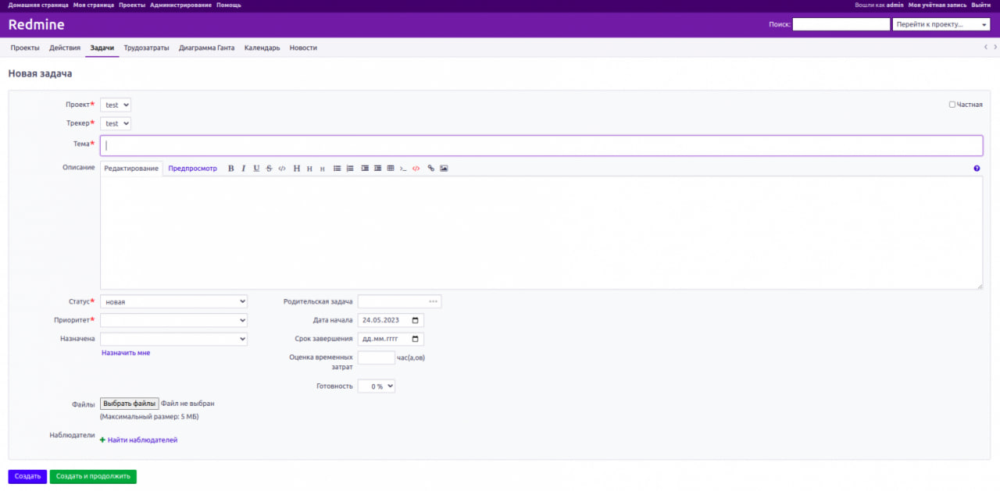 Домашняя страница Моя страница Проекты Администрирование Помощь Вошли как admin Моя учётная запись Выйти
Redmine Поиск: Перейти к проекту...
Проекты Действия Задачи Трудозатраты Диаграмма Ганта Календарь Новости
Новая задача
Проект* test Частная
Трекер* test
Тема*
Описание Редактирование Предпросмотр B I U S </> H H H >_ </> ?
Статус* новая Родительская задача
Приоритет* Дата начала 24.05.2023
Назначена Срок завершения дд.мм.гггг
Назначить мне Оценка временных затрат час(а,ов)
Готовность 0 %
Файлы Выбрать файлы Файл не выбран
(Максимальный размер: 5 МБ)
Наблюдатели Найти наблюдателей
Создать Создать и продолжить